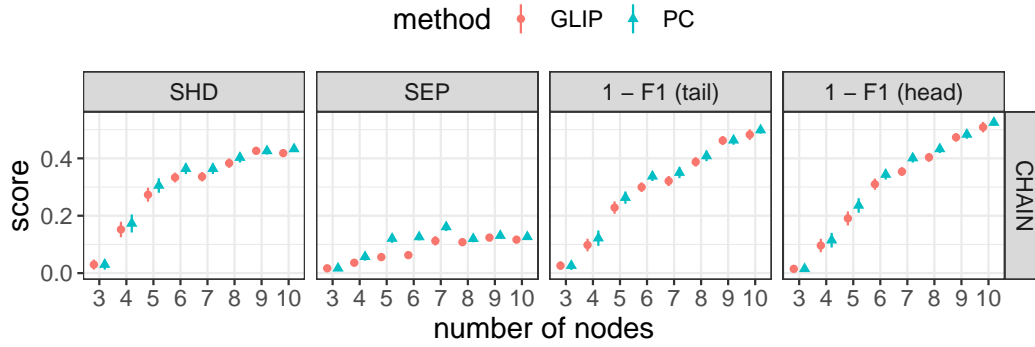 method GLIP PC
SHD SEP 1 − F1 (tail) 1 − F1 (head)
CHAIN
score
0.4
0.2
0.0
3 4 5 6 7 8 9 10 3 4 5 6 7 8 9 10 3 4 5 6 7 8 9 10 3 4 5 6 7 8 9 10
number of nodes